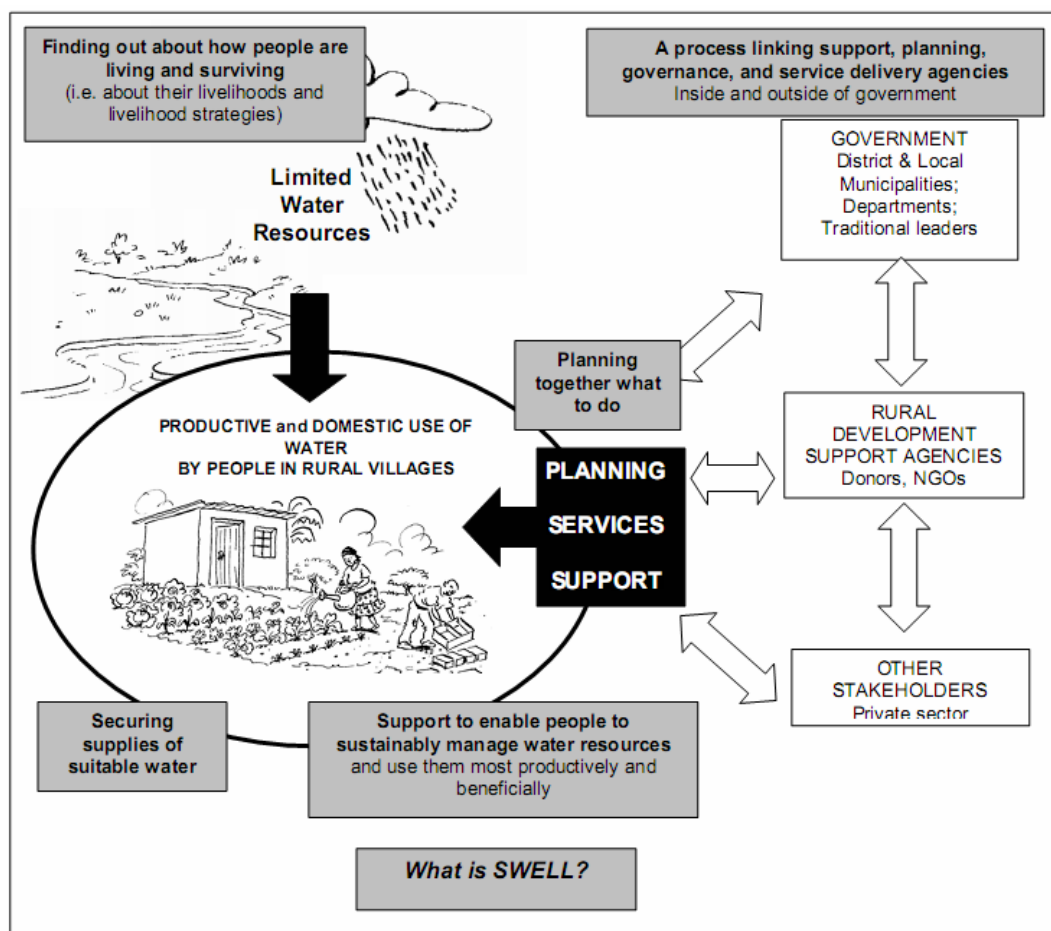 Finding out about how people are
living and surviving
(i.e. about their livelihoods and
livelihood strategies)
A process linking support, planning,
governance, and service delivery agencies
Inside and outside of government
GOVERNMENT
District & Local
Municipalities;
Departments;
Traditional leaders
Limited
Water
Resources
Planning
together what
to do
PRODUCTIVE and DOMESTIC USE OF
WATER
BY PEOPLE IN RURAL VILLAGES
PLANNING
SERVICES
SUPPORT
RURAL
DEVELOPMENT
SUPPORT AGENCIES
Donors, NGOs
OTHER
STAKEHOLDERS
Private sector
Securing
supplies of
suitable water
Support to enable people to
sustainably manage water resources
and use them most productively and
beneficially
What is SWELL?